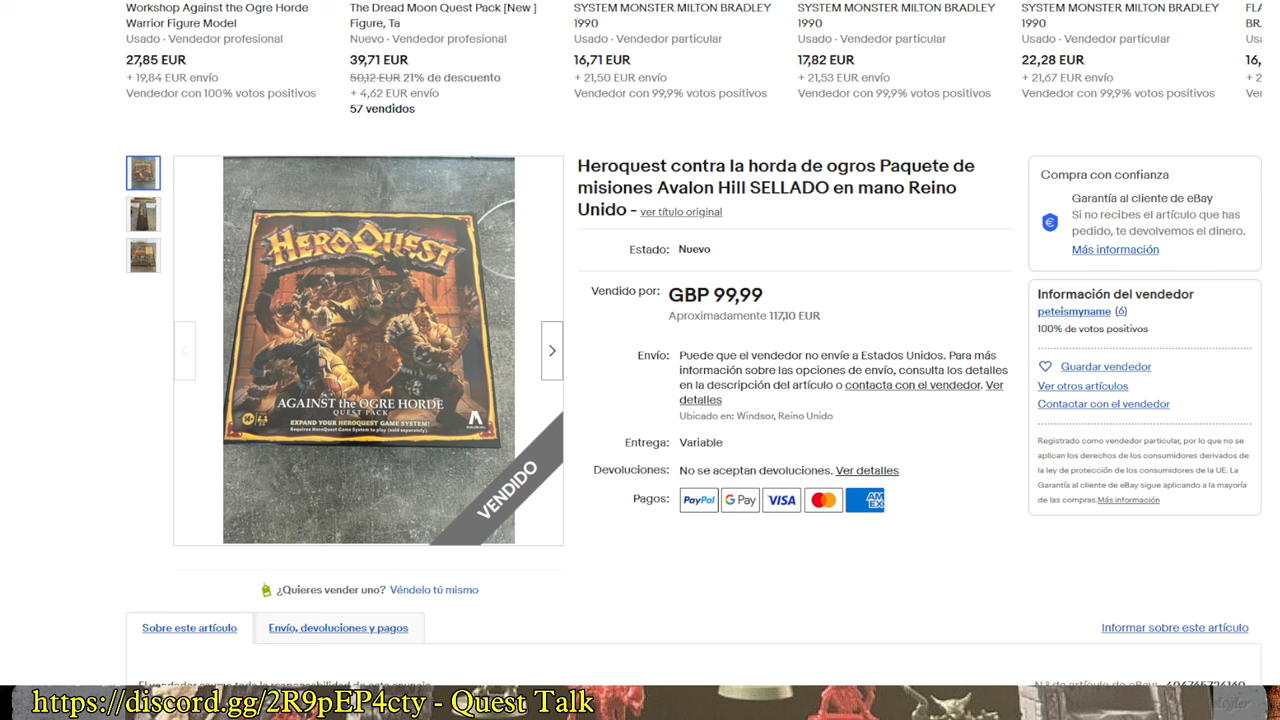 Workshop Against the Ogre Horde
Warrior Figure Model
Usado · Vendedor profesional
27,85 EUR
+ 19,84 EUR envío
Vendedor con 100% votos positivos
The Dread Moon Quest Pack [New ]
Figure, Ta
Nuevo · Vendedor profesional
39,71 EUR
50,12 EUR 21% de descuento
+ 4,62 EUR envío
57 vendidos
SYSTEM MONSTER MILTON BRADLEY
1990
Usado · Vendedor particular
16,71 EUR
+ 21,50 EUR envío
Vendedor con 99,9% votos positivos
SYSTEM MONSTER MILTON BRADLEY
1990
Usado · Vendedor particular
17,82 EUR
+ 21,53 EUR envío
Vendedor con 99,9% votos positivos
SYSTEM MONSTER MILTON BRADLEY
1990
Usado · Vendedor particular
22,28 EUR
+ 21,67 EUR envío
Vendedor con 99,9% votos positivos
HEROQUEST
AGAINST the OGRE HORDE
QUEST PACK
EXPAND YOUR HEROQUEST GAME SYSTEM!
Requires HeroQuest Game System to play (sold separately).
14+
VENDIDO
Heroquest contra la horda de ogros Paquete de
misiones Avalon Hill SELLADO en mano Reino
Unido - ver título original
Estado: Nuevo
Vendido por: GBP 99,99
Aproximadamente 117,10 EUR
Envío: Puede que el vendedor no envíe a Estados Unidos. Para más
información sobre las opciones de envío, consulta los detalles
en la descripción del artículo o contacta con el vendedor. Ver
detalles
Ubicado en: Windsor, Reino Unido
Entrega: Variable
Devoluciones: No se aceptan devoluciones. Ver detalles
Pagos: PayPal G Pay VISA AM EX
Compra con confianza
Garantía al cliente de eBay
Si no recibes el artículo que has
pedido, te devolvemos el dinero.
Más información
Información del vendedor
peteismyname (6)
100% de votos positivos
Guardar vendedor
Ver otros artículos
Contactar con el vendedor
Registrado como vendedor particular, por lo que no se
aplican los derechos de los consumidores derivados de
la ley de protección de los consumidores de la UE. La
Garantía al cliente de eBay sigue aplicando a la mayoría
de las compras.Más información
¿Quieres vender uno? Véndelo tú mismo
Sobre este artículo
Envío, devoluciones y pagos
Informar sobre este artículo
https://discord.gg/2R9pEP4cty - Quest Talk